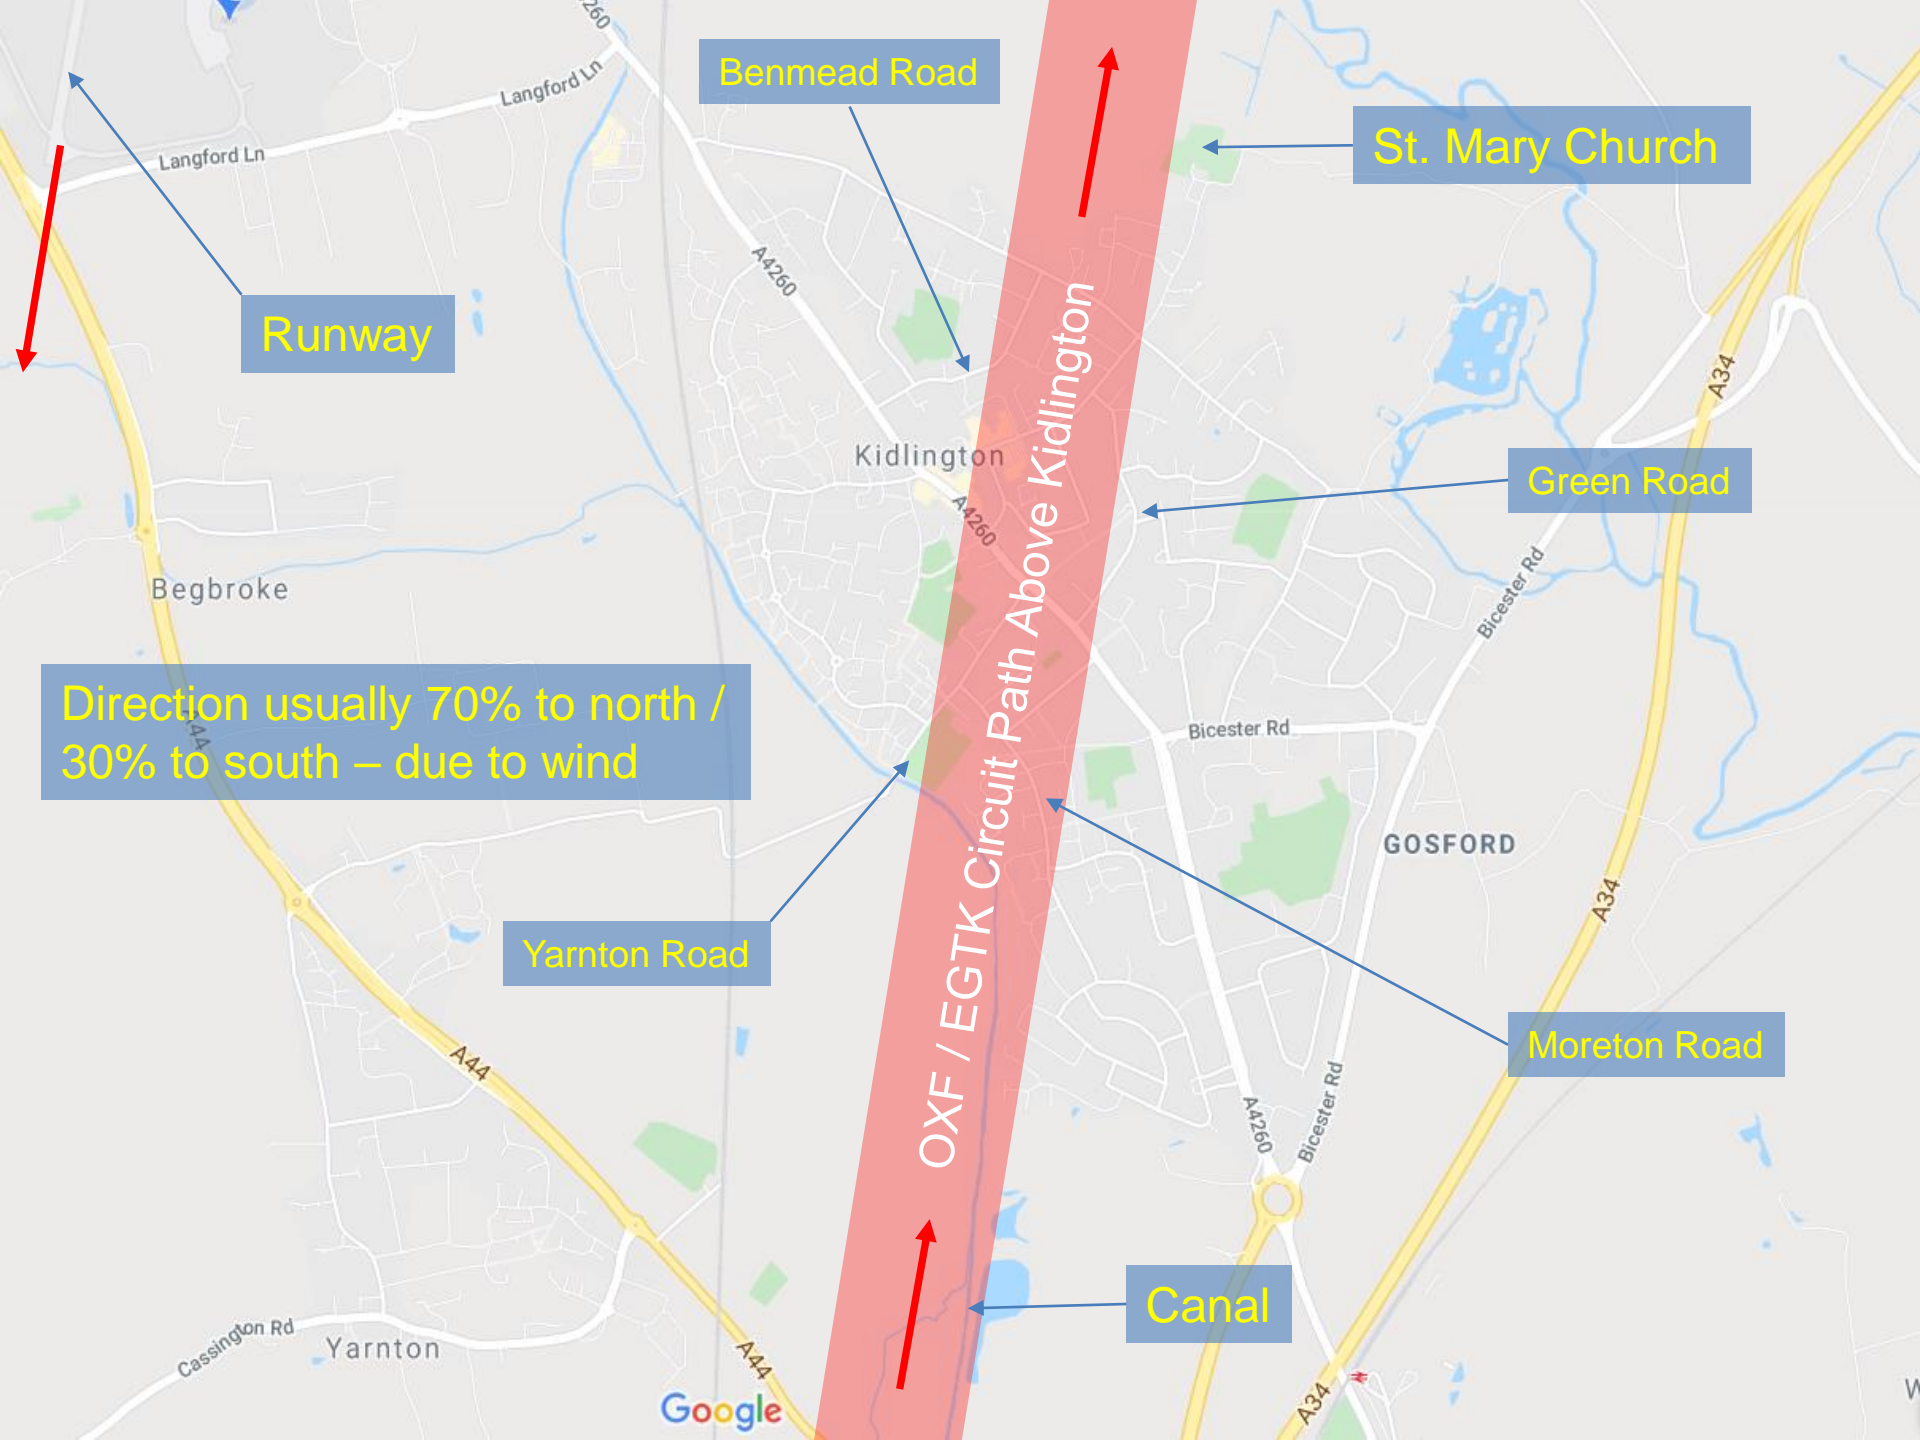 A4260
Langford Ln
Benmead Road
Langford Ln
St. Mary Church
A4260
Runway
A34
Kidlington
Green Road
A4260
Begbroke
Bicester Rd
OXF / EGTK Circuit Path Above Kidlington
Direction usually 70% to north /
30% to south – due to wind
A44
Bicester Rd
GOSFORD
A34
Yarnton Road
Moreton Road
A44
A4260
Bicester Rd
Canal
Cassington Rd
Yarnton
A44
Google
A34